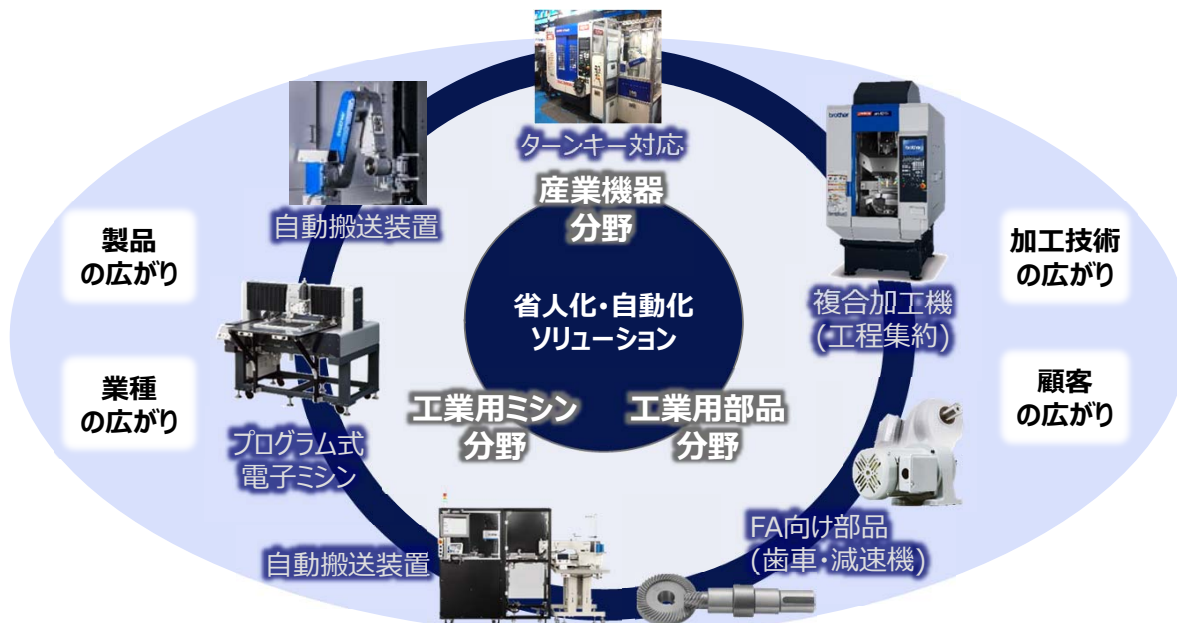 ターンキー対応
産業機器
分野
自動搬送装置
製品
の広がり
加工技術
の広がり
複合加工機
(工程集約)
省人化・自動化
ソリューション
業種
の広がり
顧客
の広がり
工業用ミシン
分野
工業用部品
分野
プログラム式
電子ミシン
自動搬送装置
FA向け部品
(歯車・減速機)
brother
brother